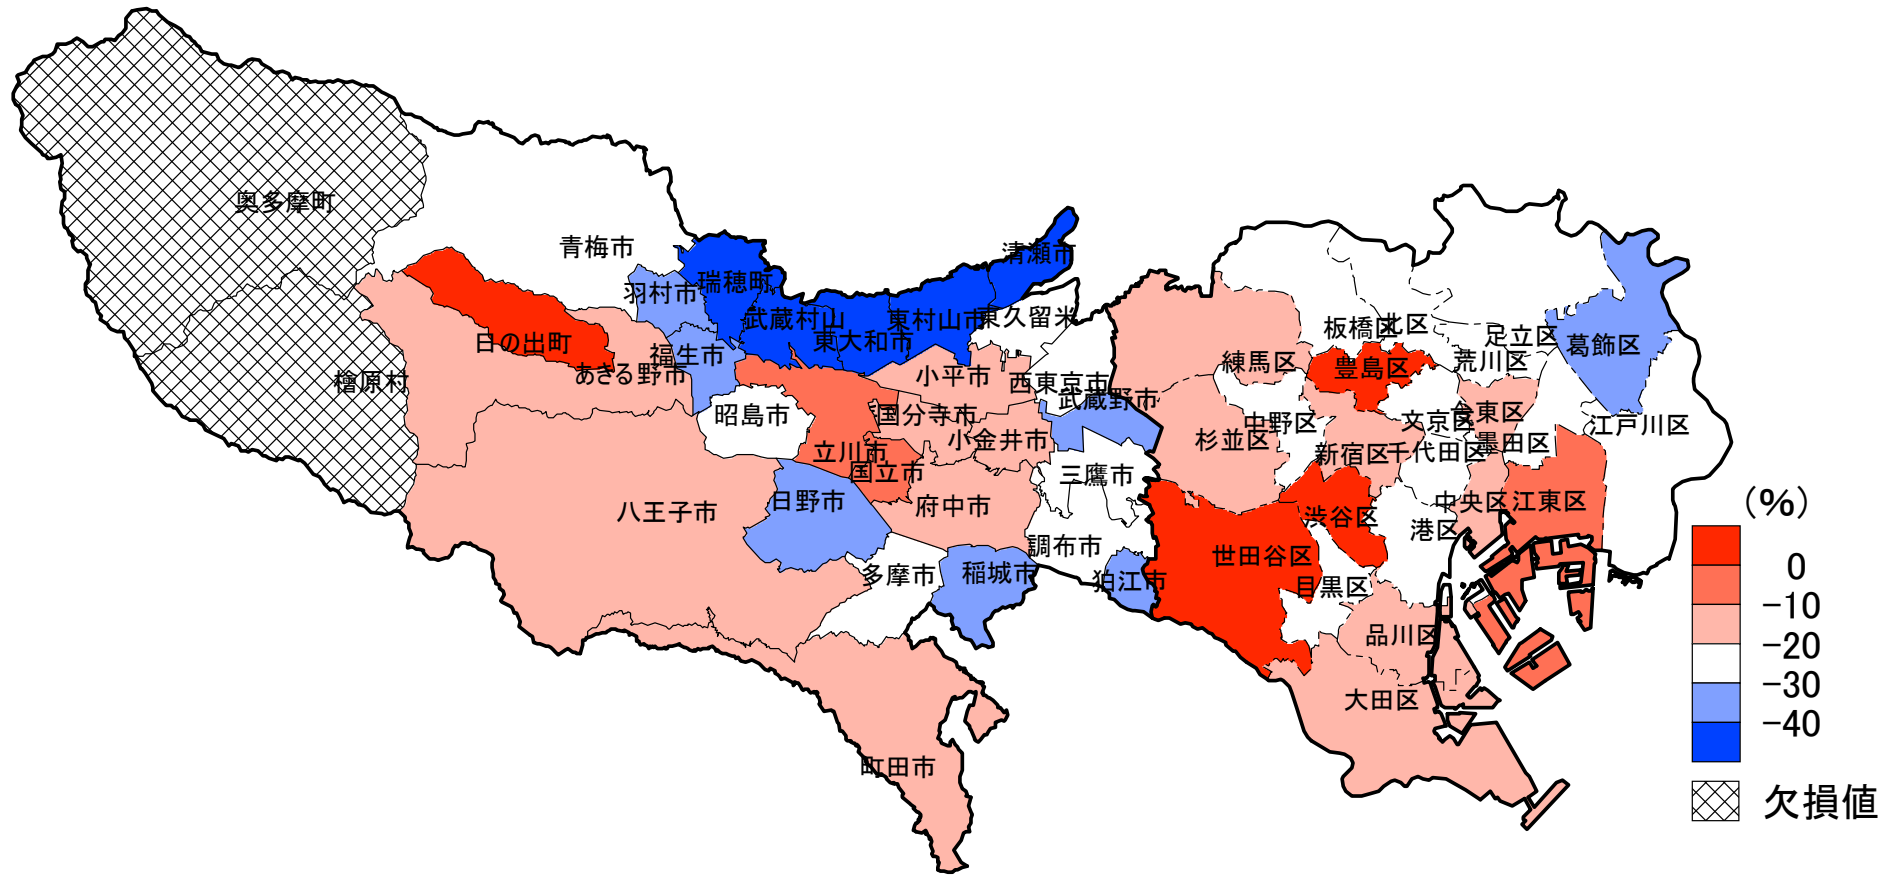 奥多摩町
青梅市
清瀬市
瑞穂町
羽村市
武蔵村山
東村山市
東久留米
東大和市
日の出町
福生市
あきる野市
檜原村
小平市
西東京市
武蔵野市
昭島市
国分寺市
小金井市
立川市
国立市
三鷹市
八王子市
日野市
府中市
調布市
多摩市
稲城市
狛江市
町田市
板橋区
北区
足立区
葛飾区
練馬区
豊島区
荒川区
中野区
文京区
台東区
墨田区
江戸川区
杉並区
新宿区
千代田区
渋谷区
中央区
江東区
港区
世田谷区
目黒区
品川区
大田区
(%)
0
-10
-20
-30
-40
欠損値